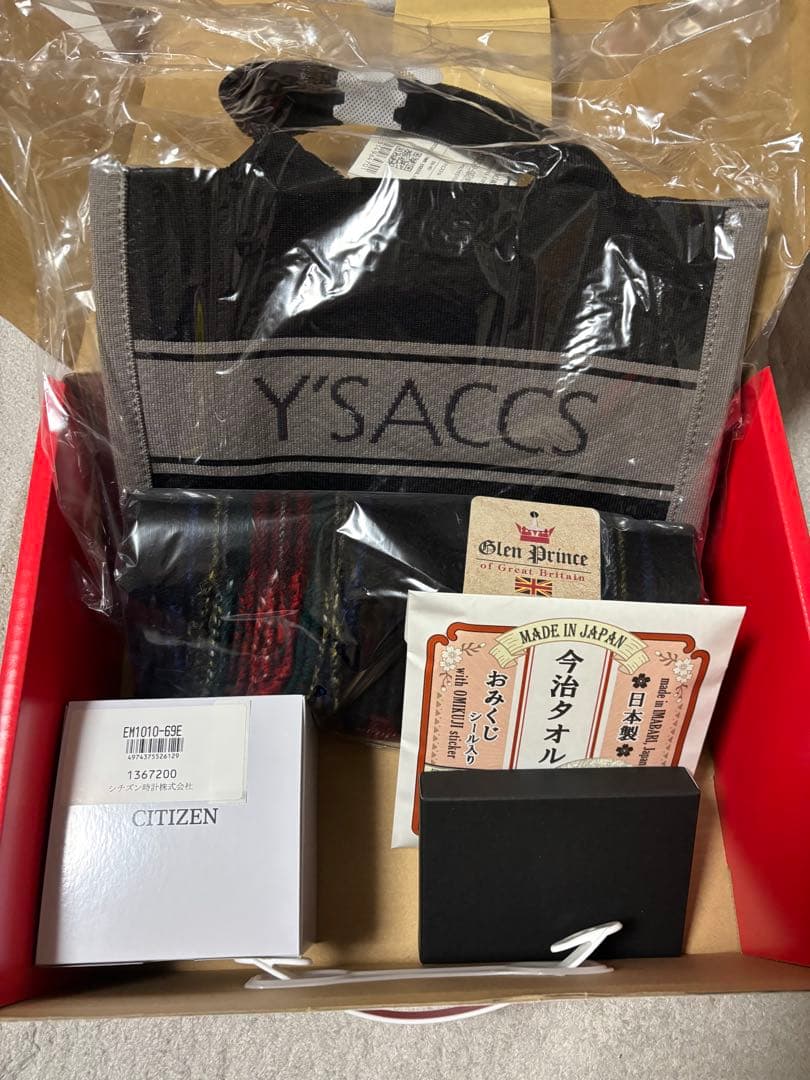 Y'SACCS
Glen Prince
of Great Britain
MADE IN JAPAN
今治タオル
日本製
made in IMABARI, Japan
おみくじ
シール入り
with OMIKUJI sticker
EM1010-69E
4974375526129
1367200
シチズン時計株式会社
CITIZEN